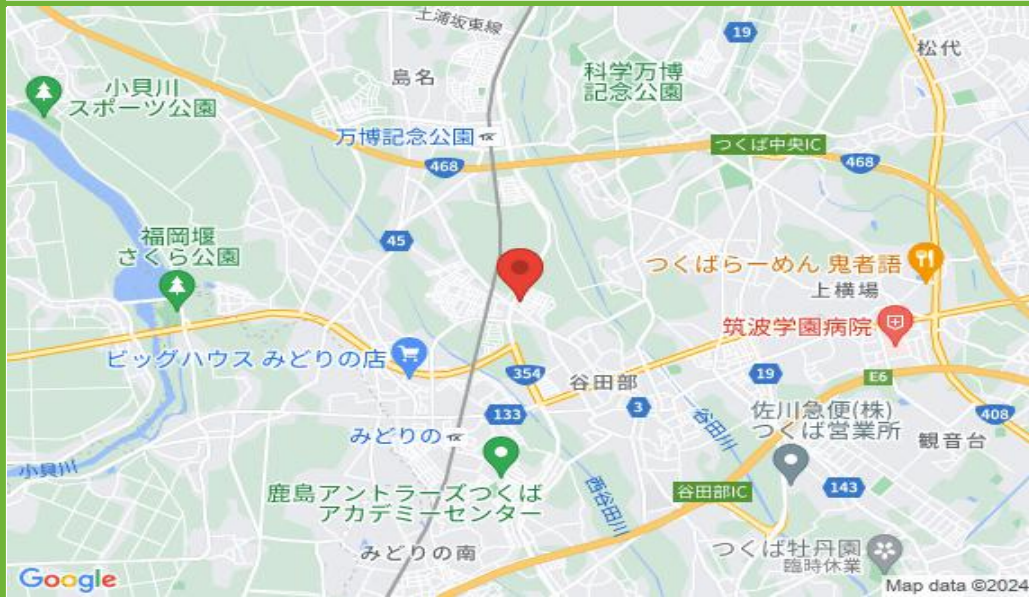 土浦坂東線
19
松代
島名
科学万博
記念公園
小貝川
スポーツ公園
万博記念公園
つくば中央IC
468
468
福岡堰
さくら公園
45
つくばらーめん 鬼者語
上横場
筑波学園病院
ビッグハウス みどりの店
354
谷田部
19
E6
133
3
佐川急便(株)
つくば営業所
408
谷田川
観音台
みどりの
小貝川
鹿島アントラーズつくば
アカデミーセンター
西谷田川
谷田部IC
143
みどりの南
つくば牡丹園
臨時休業
Google
Map data ©2024